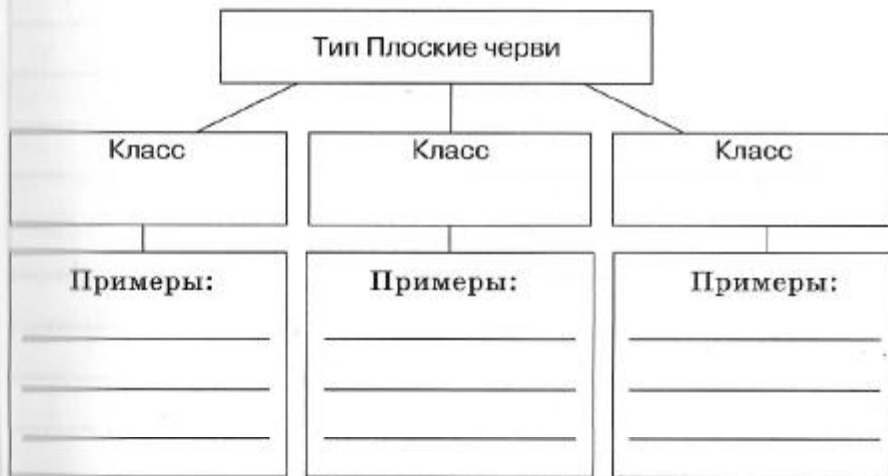 Тип Плоские черви
Класс
Класс
Класс
Примеры:
Примеры:
Примеры: